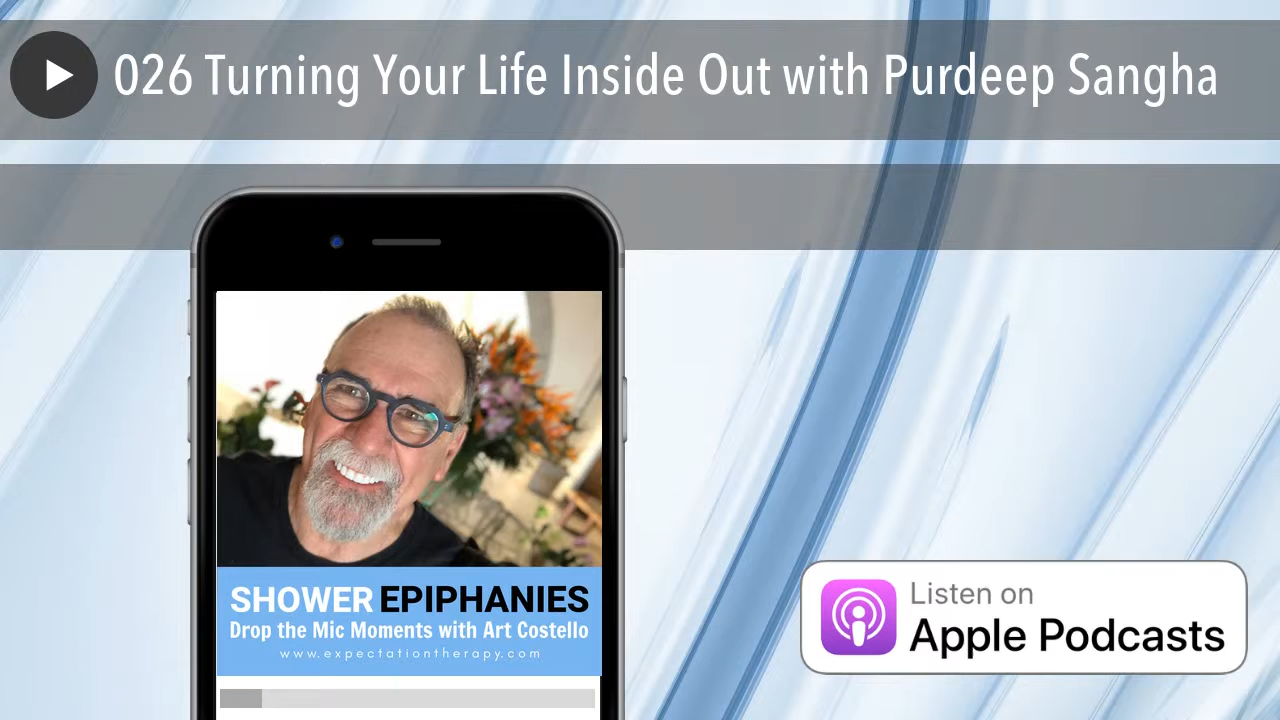 026 Turning Your Life Inside Out with Purdeep Sangha
SHOWER EPIPHANIES
Drop the Mic Moments with Art Costello
www.expectationtherapy.com
Listen on
Apple Podcasts